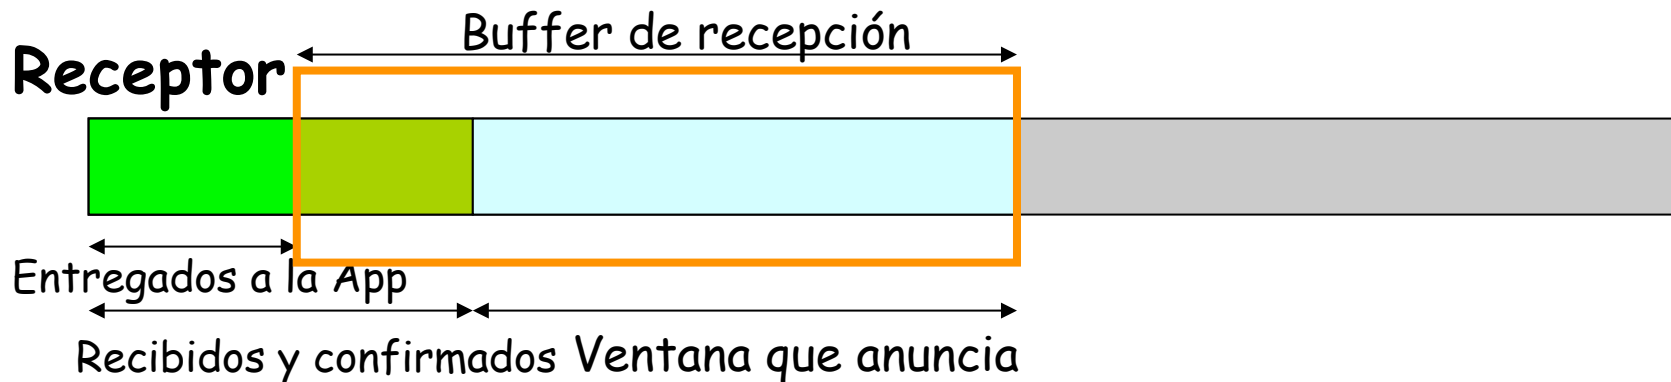 Buffer de recepción
Receptor
Entregados a la App
Recibidos y confirmados
Ventana que anuncia